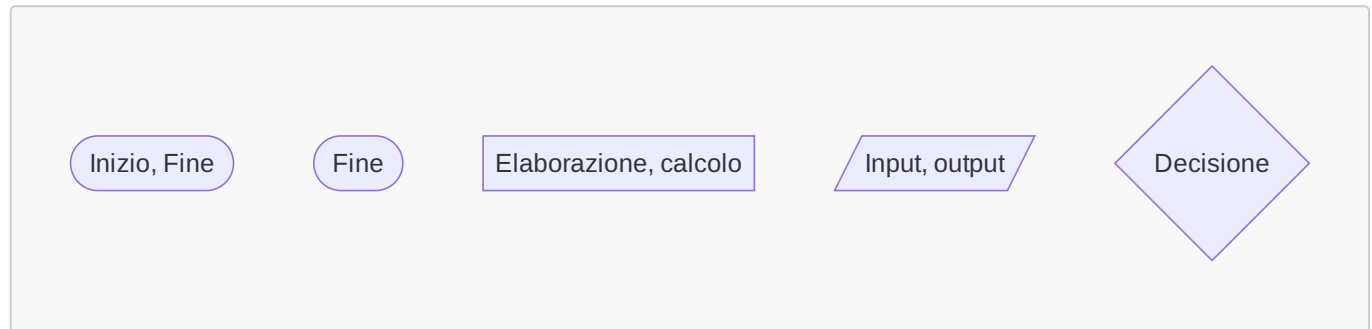 Inizio, Fine
Fine
Elaborazione, calcolo
Input, output
Decisione